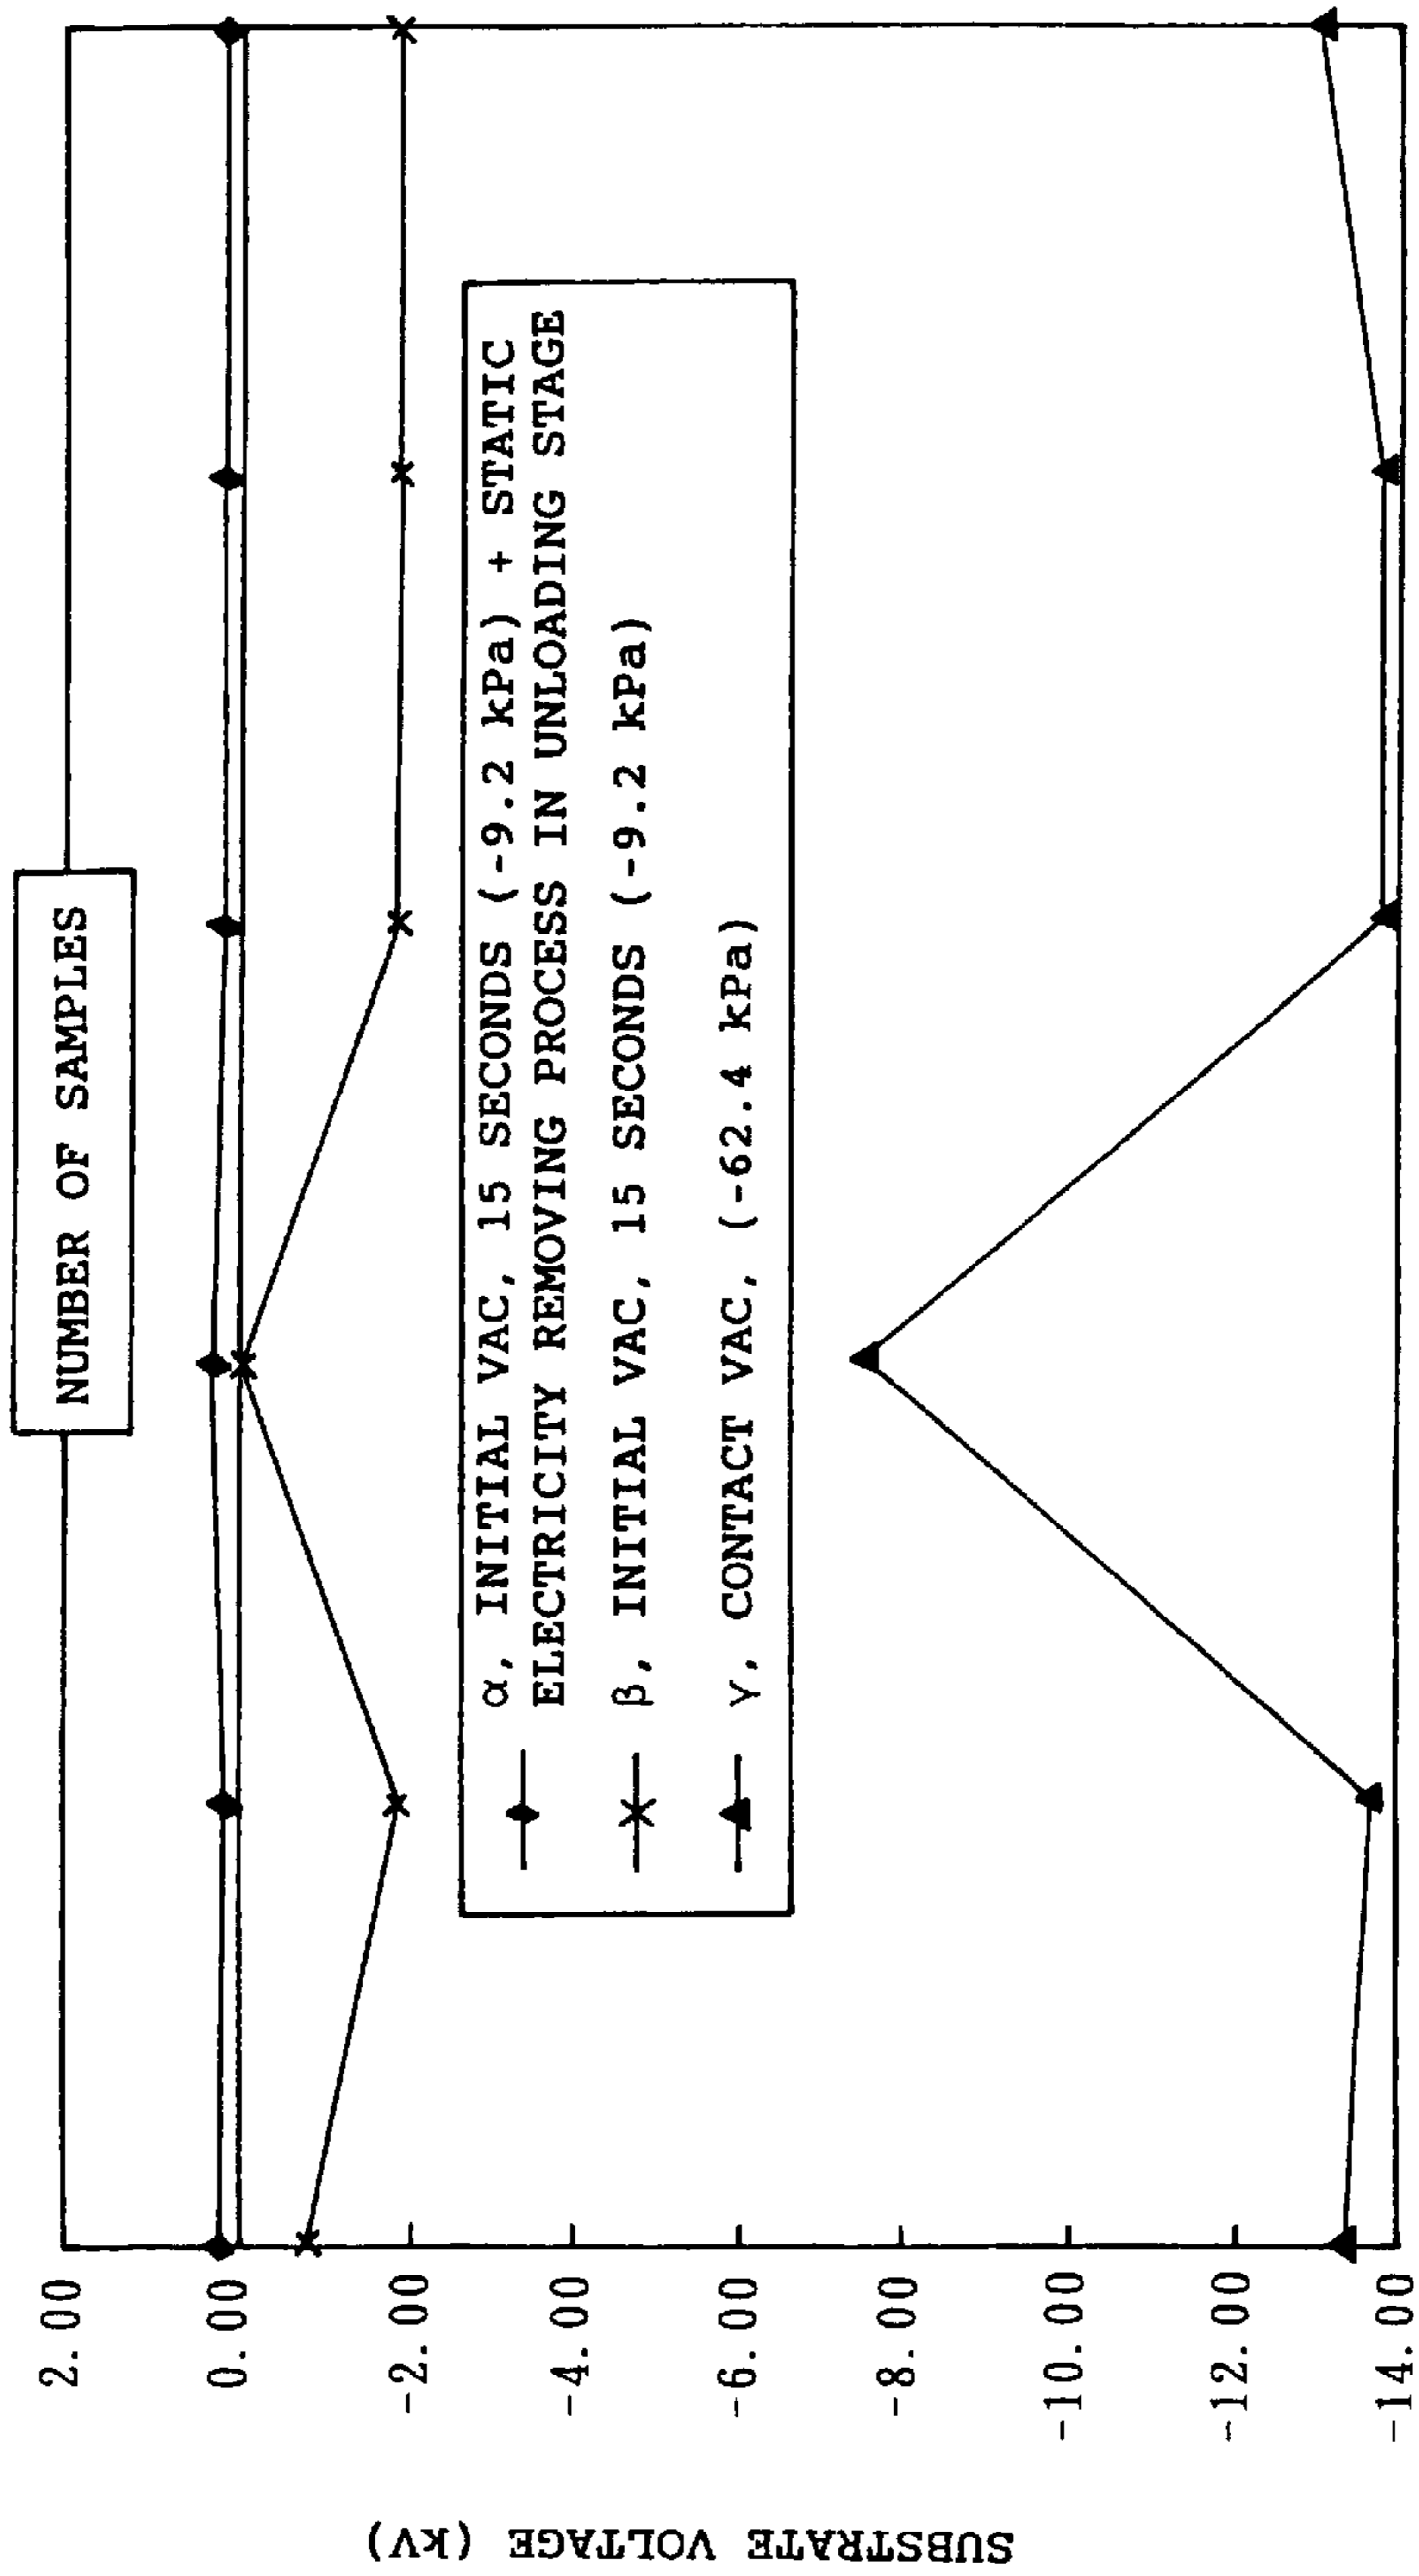 NUMBER OF SAMPLES
2.00
0.00
-2.00
-4.00
-6.00
-8.00
-10.00
-12.00
-14.00
SUBSTRATE VOLTAGE (kV)
α, INITIAL VAC, 15 SECONDS (-9.2 kPa) + STATIC
ELECTRICITY REMOVING PROCESS IN UNLOADING STAGE
β, INITIAL VAC, 15 SECONDS (-9.2 kPa)
γ, CONTACT VAC, (-62.4 kPa)